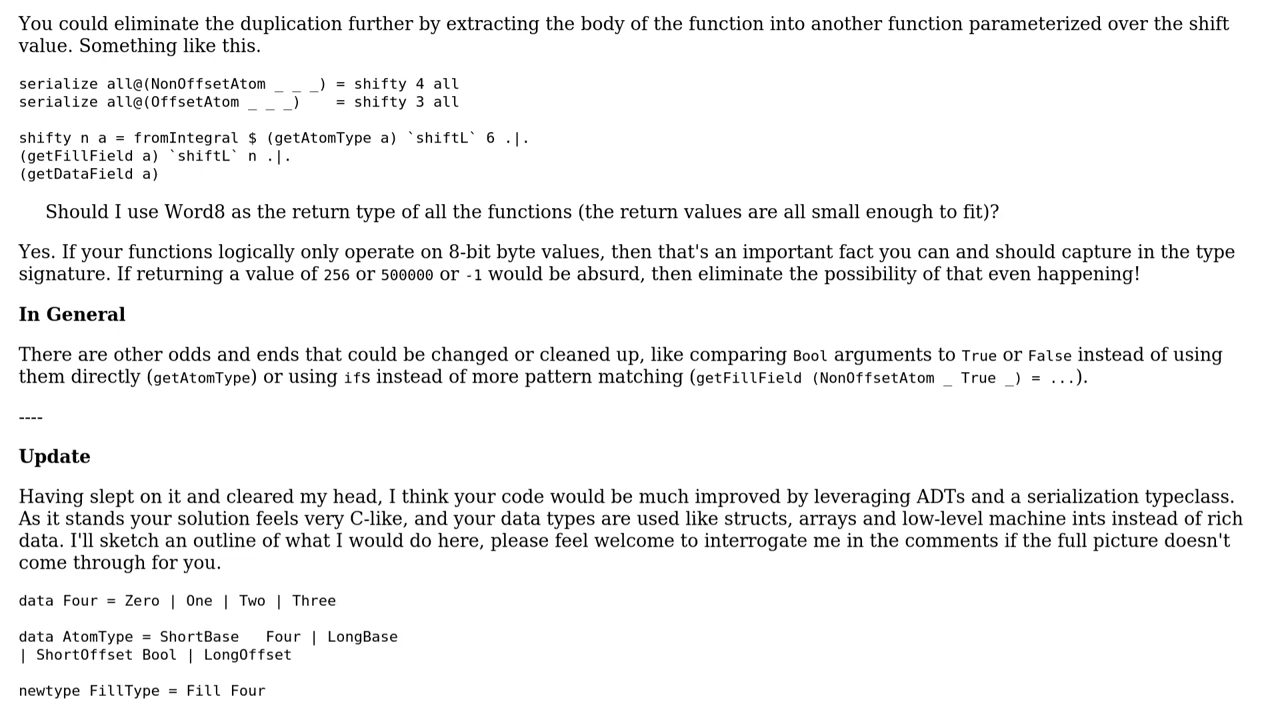 You could eliminate the duplication further by extracting the body of the function into another function parameterized over the shift
value. Something like this.
serialize all@(NonOffsetAtom _ _ _) = shifty 4 all
serialize all@(OffsetAtom _ _ _)    = shifty 3 all
shifty n a = fromIntegral $ (getAtomType a) `shiftL` 6 .|.
(getFillField a) `shiftL` n .|.
(getDataField a)
Should I use Word8 as the return type of all the functions (the return values are all small enough to fit)?
Yes. If your functions logically only operate on 8-bit byte values, then that's an important fact you can and should capture in the type
signature. If returning a value of 256 or 500000 or -1 would be absurd, then eliminate the possibility of that even happening!
In General
There are other odds and ends that could be changed or cleaned up, like comparing Bool arguments to True or False instead of using
them directly (getAtomType) or using ifs instead of more pattern matching (getFillField (NonOffsetAtom _ True _) = ...).
----
Update
Having slept on it and cleared my head, I think your code would be much improved by leveraging ADTs and a serialization typeclass.
As it stands your solution feels very C-like, and your data types are used like structs, arrays and low-level machine ints instead of rich
data. I'll sketch an outline of what I would do here, please feel welcome to interrogate me in the comments if the full picture doesn't
come through for you.
data Four = Zero | One | Two | Three
data AtomType = ShortBase   Four | LongBase
| ShortOffset Bool | LongOffset
newtype FillType = Fill Four